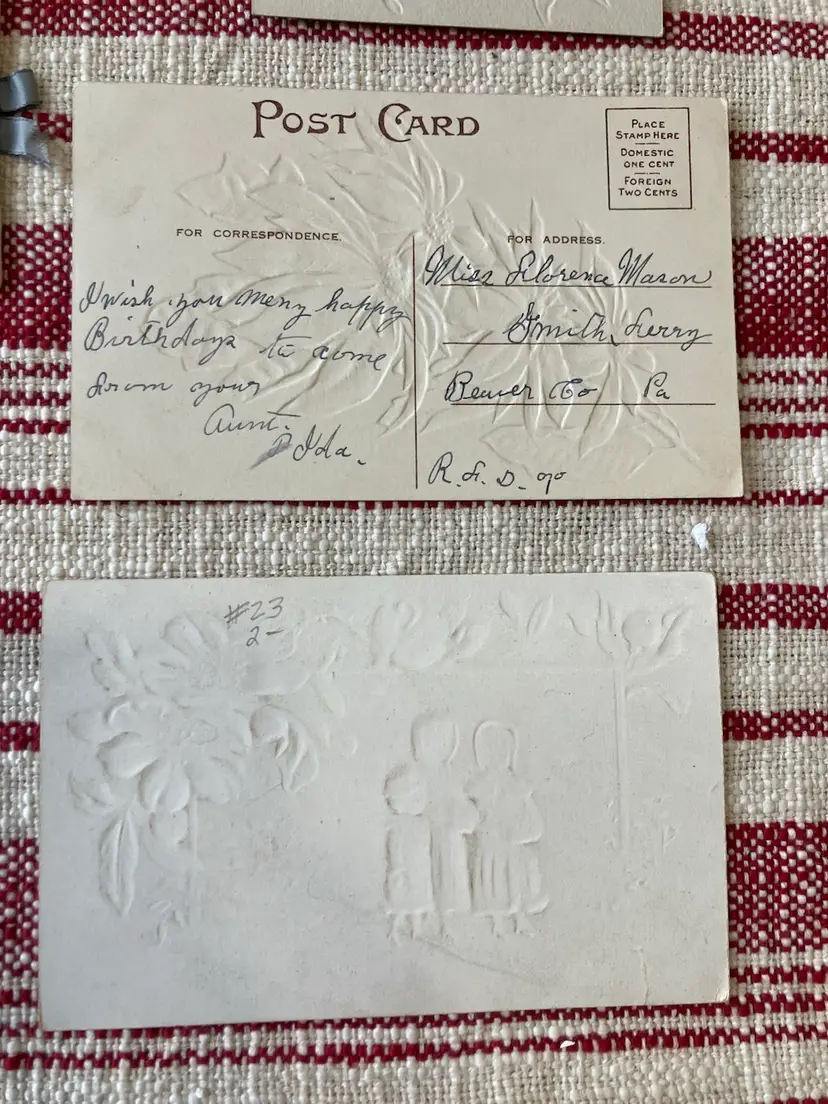 POST CARD
PLACE
STAMP HERE
DOMESTIC
ONE CENT
FOREIGN
TWO CENTS
FOR CORRESPONDENCE.
FOR ADDRESS.
I wish you meny happy
Birthdays to come
from your
Aunt.
Ida.
Miss Florence Mason
Smith Ferry
Beaver Co Pa
R. F. D.
#23
2-